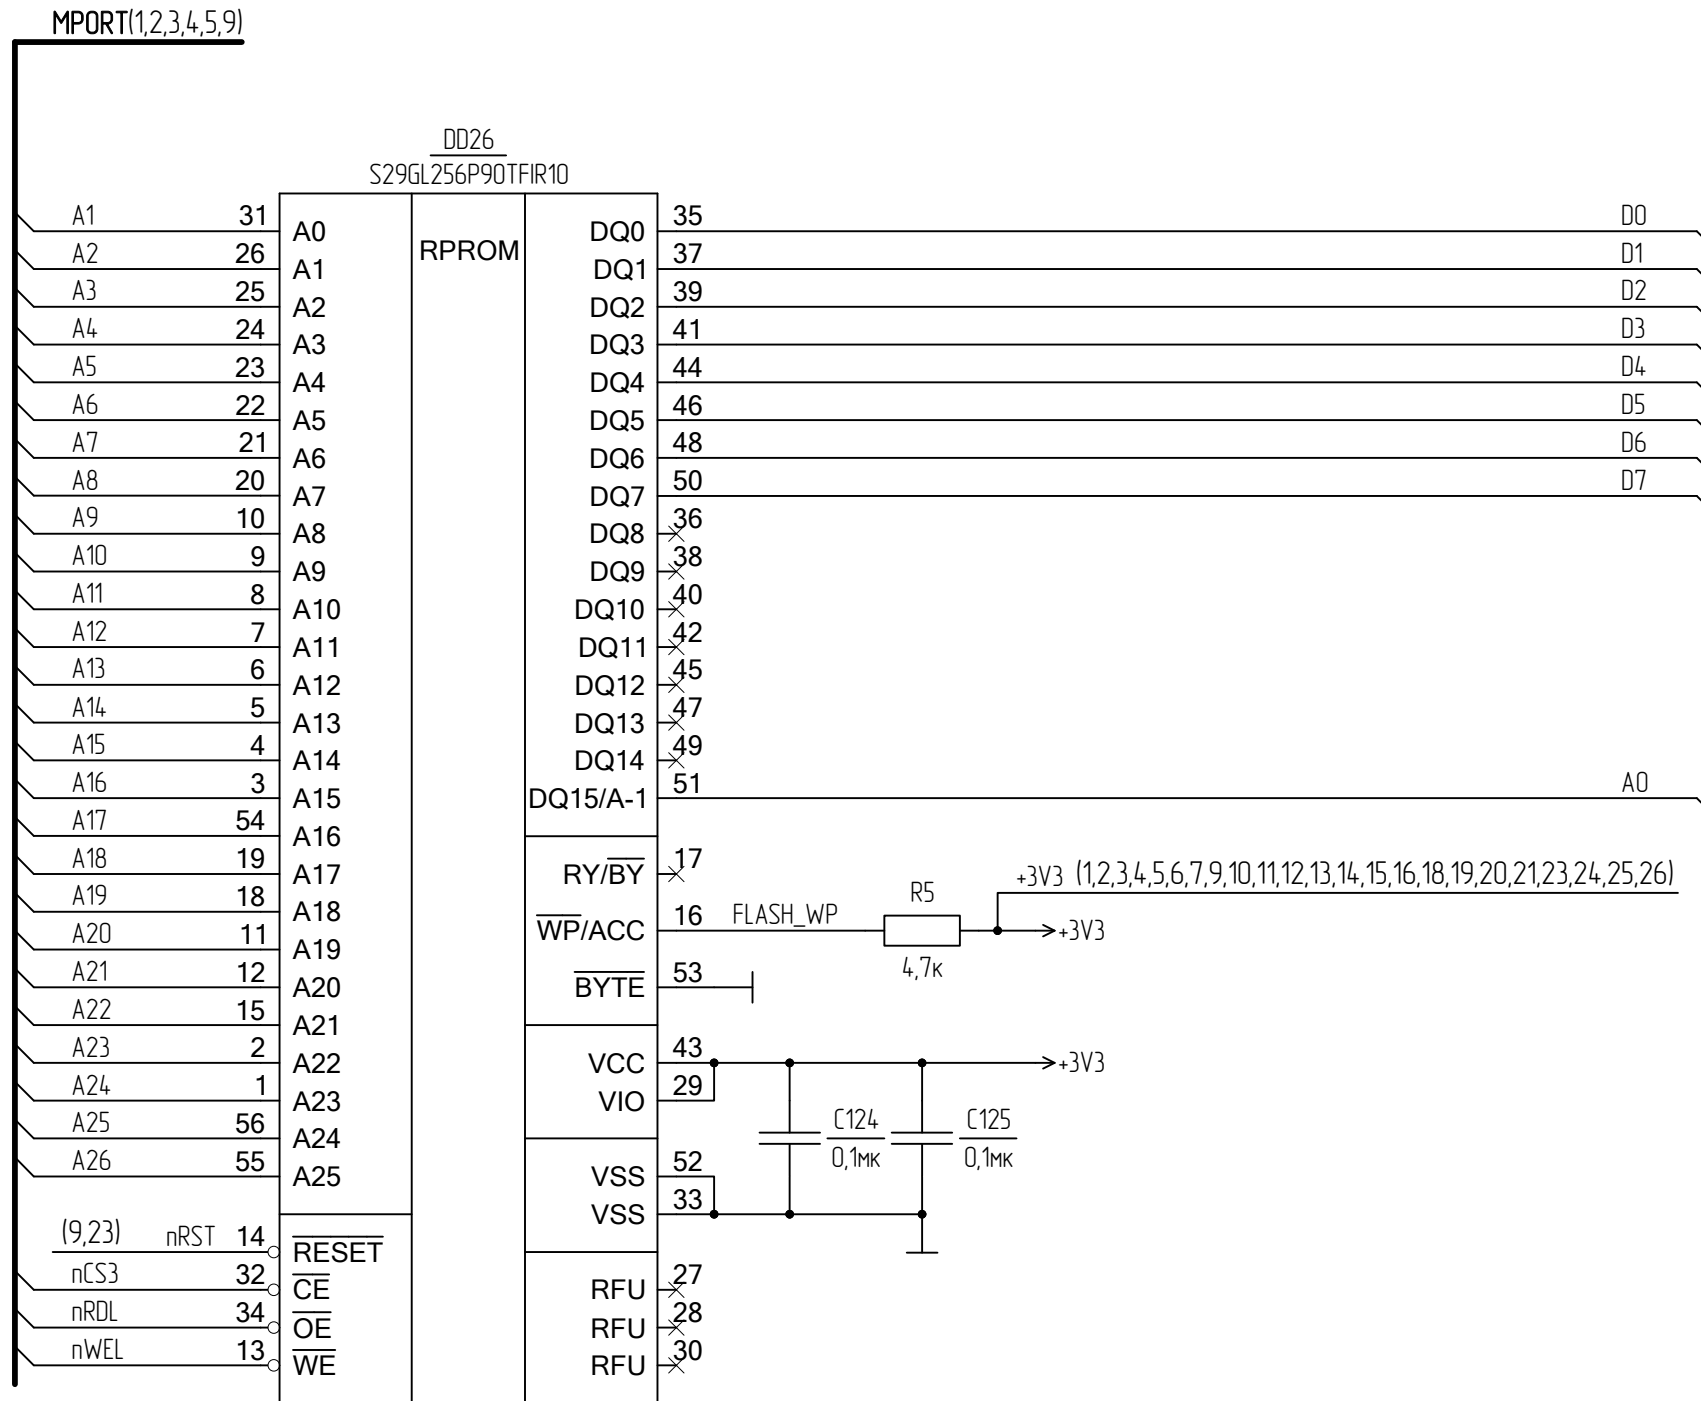 MPORT(1,2,3,4,5,9)
DD26
S29GL256P90TFIR10
A1 31 A0 RPROM DQ0 35 D0
A2 26 A1 DQ1 37 D1
A3 25 A2 DQ2 39 D2
A4 24 A3 DQ3 41 D3
A5 23 A4 DQ4 44 D4
A6 22 A5 DQ5 46 D5
A7 21 A6 DQ6 48 D6
A8 20 A7 DQ7 50 D7
A9 10 A8 DQ8 36
A10 9 A9 DQ9 38
A11 8 A10 DQ10 40
A12 7 A11 DQ11 42
A13 6 A12 DQ12 45
A14 5 A13 DQ13 47
A15 4 A14 DQ14 49
A16 3 A15 DQ15/A-1 51 A0
A17 54 A16
A18 19 A17 RY/BY 17 +3V3 (1,2,3,4,5,6,7,9,10,11,12,13,14,15,16,18,19,20,21,23,24,25,26)
A19 18 A18 WP/ACC 16 FLASH_WP R5 +3V3
4,7к
A20 11 A19
A21 12 A20 BYTE 53
A22 15 A21
A23 2 A22 VCC 43 +3V3
A24 1 A23 VIO 29
A25 56 A24 C124 C125
0,1мк 0,1мк
A26 55 A25 VSS 52
VSS 33
(9,23) nRST 14 RESET
nCS3 32 CE RFU 27
nRDL 34 OE RFU 28
nWEL 13 WE RFU 30